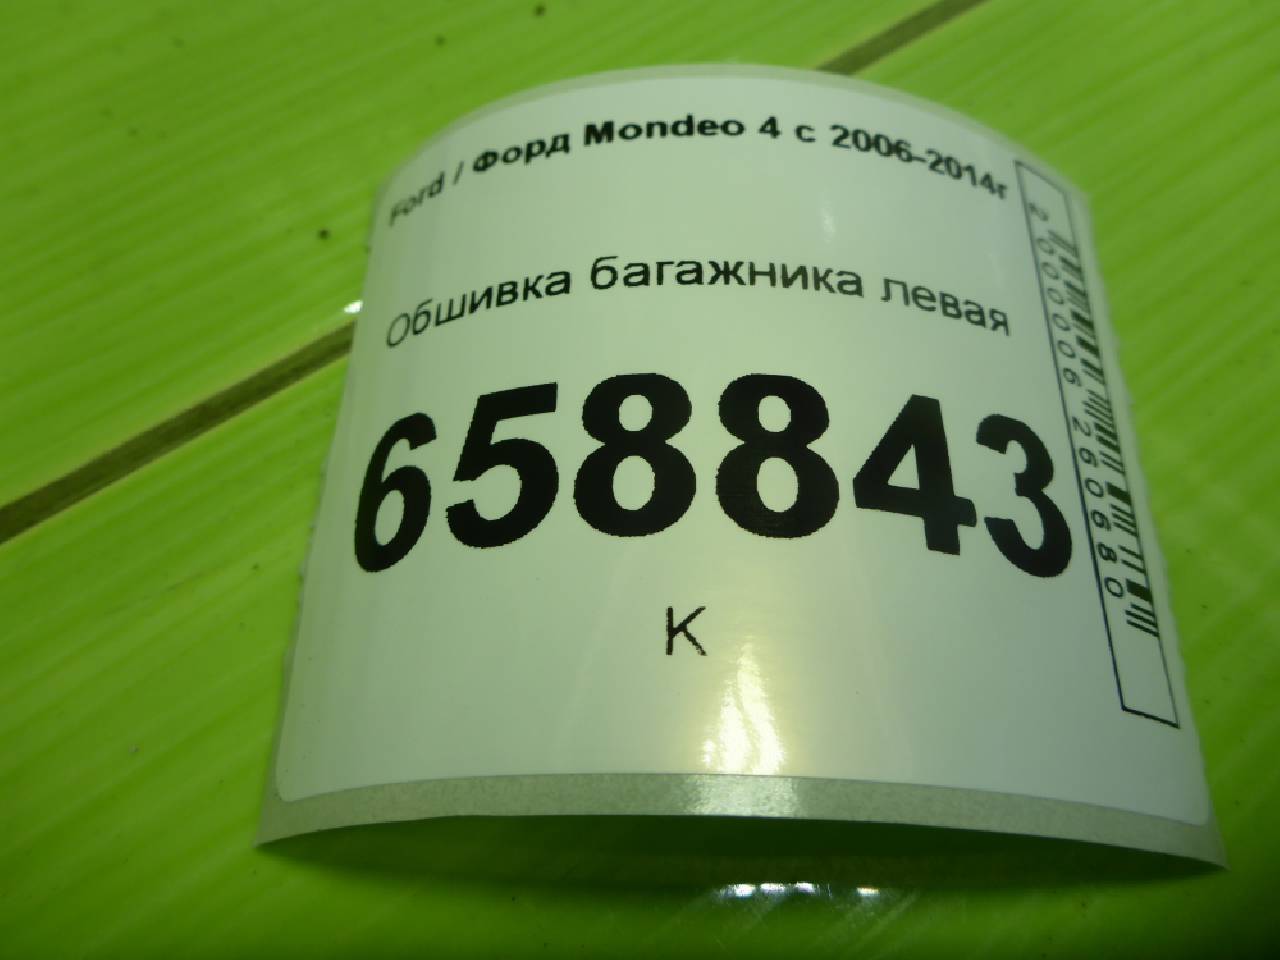 Ford / Форд Mondeo 4 с 2006-2014г
Обшивка багажника левая
658843
К
2000006260680